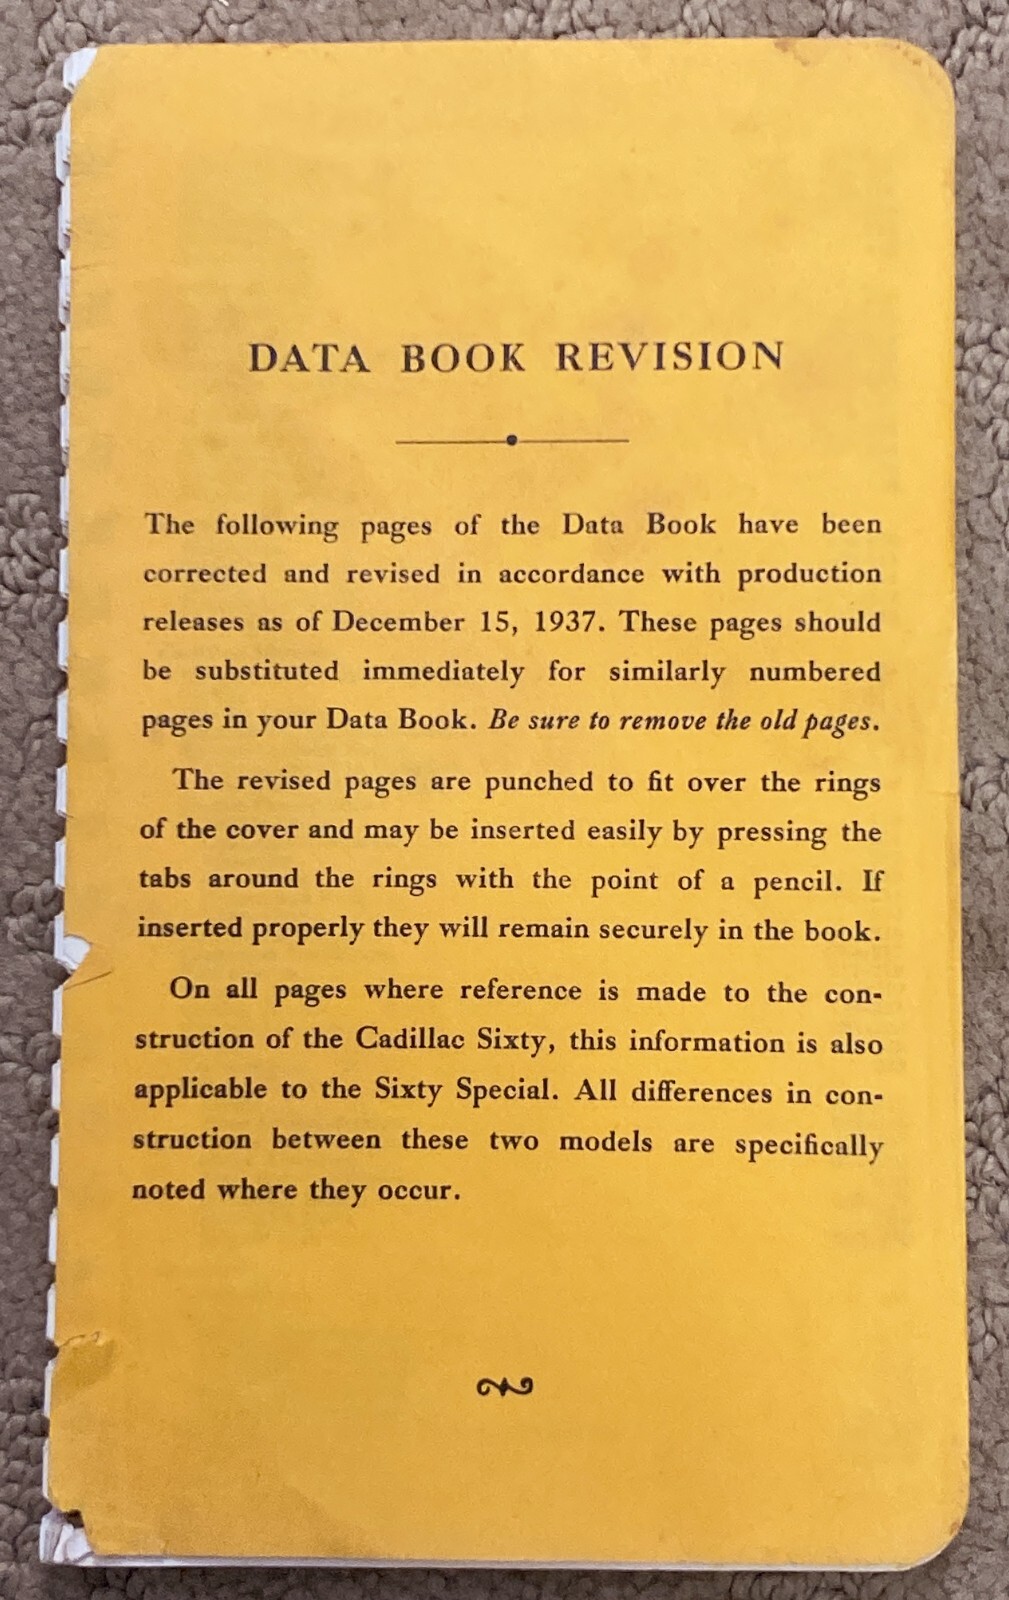 DATA BOOK REVISION
The following pages of the Data Book have been
corrected and revised in accordance with production
releases as of December 15, 1937. These pages should
be substituted immediately for similarly numbered
pages in your Data Book. Be sure to remove the old pages.
The revised pages are punched to fit over the rings
of the cover and may be inserted easily by pressing the
tabs around the rings with the point of a pencil. If
inserted properly they will remain securely in the book.
On all pages where reference is made to the con-
struction of the Cadillac Sixty, this information is also
applicable to the Sixty Special. All differences in con-
struction between these two models are specifically
noted where they occur.